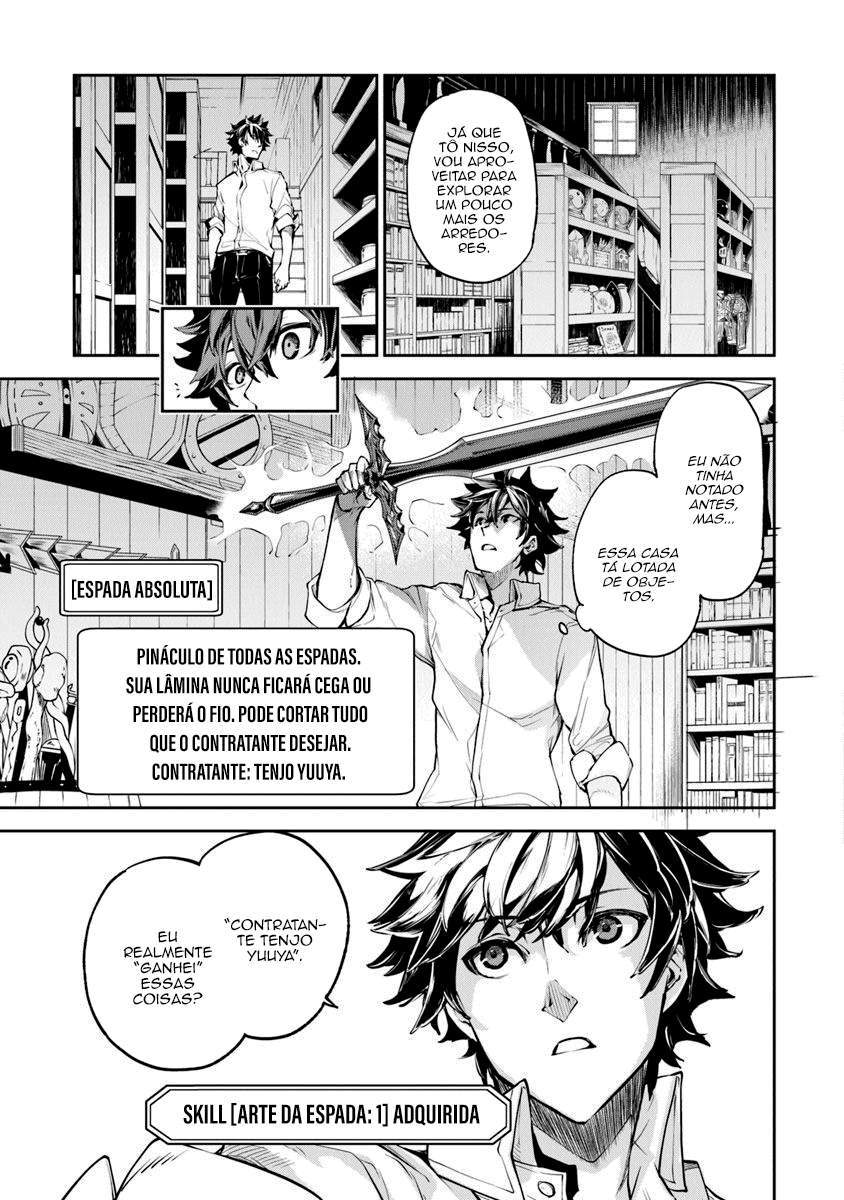 JÁ QUE
TÔ NISSO,
VOU APRO-
VEITAR PARA
EXPLORAR
UM POUCO
MAIS OS
ARREDO-
RES.
EU NÃO
TINHA
NOTADO
ANTES,
MAS...
ESSA CASA
TÁ LOTADA
DE OBJE-
TOS.
[ESPADA ABSOLUTA]
PINÁCULO DE TODAS AS ESPADAS.
SUA LÂMINA NUNCA FICARÁ CEGA OU
PERDERÁ O FIO. PODE CORTAR TUDO
QUE O CONTRATANTE DESEJAR.
CONTRATANTE: TENJO YUUYA.
"CONTRATAN-
TE TENJO
YUUYA".
EU
REALMENTE
"GANHEI"
ESSAS
COISAS?
SKILL [ARTE DA ESPADA: 1] ADQUIRIDA